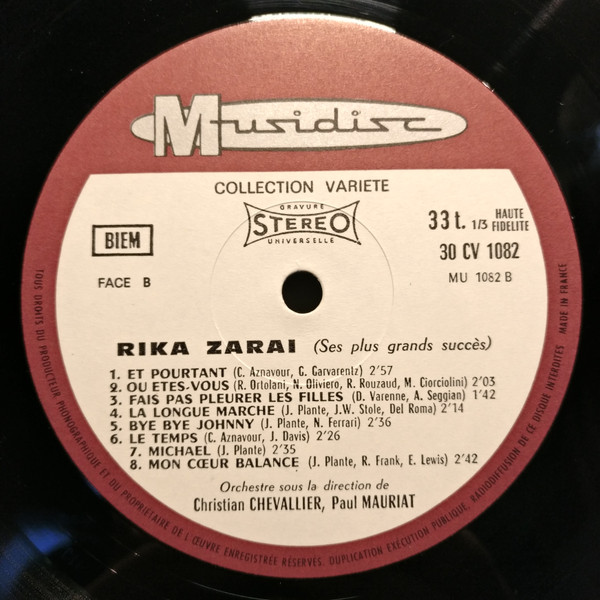 Musidisc
COLLECTION VARIETE
GRAVURE
STEREO
UNIVERSELLE
BIEM
FACE B
33 t. 1/3 HAUTE FIDELITE
30 CV 1082
MU 1082 B
RIKA ZARAI (Ses plus grands succès)
1. ET POURTANT (C. Aznavour, G. Garvarentz) 2'57
2. OU ETES-VOUS (R. Ortolani, N. Oliviero, R. Rouzaud, M. Ciorciolini) 2'03
3. FAIS PAS PLEURER LES FILLES (D. Varenne, A. Seggian) 1'42
4. LA LONGUE MARCHE (J. Plante, J.W. Stole, Del Roma) 2'14
5. BYE BYE JOHNNY (J. Plante, N. Ferrari) 2'36
6. LE TEMPS (C. Aznavour, J. Davis) 2'26
7. MICHAEL (J. Plante) 2'35
8. MON CŒUR BALANCE (J. Plante, R. Frank, E. Lewis) 2'42
Orchestre sous la direction de
Christian CHEVALLIER, Paul MAURIAT
TOUS DROITS DU PRODUCTEUR PHONOGRAPHIQUE ET DU PROPRIETAIRE DE L'ŒUVRE ENREGISTRÉE RÉSERVÉS. DUPLICATION EXÉCUTION PUBLIQUE, RADIODIFFUSION DE CE DISQUE INTERDITES
MADE IN FRANCE